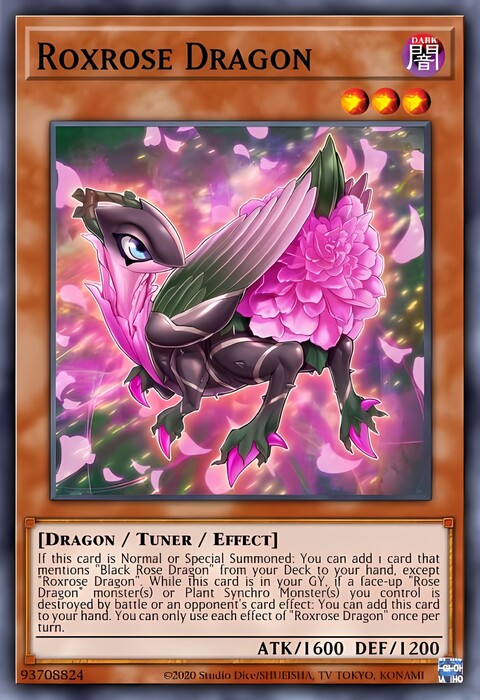 ROXROSE DRAGON
DARK
闇
[DRAGON / TUNER / EFFECT]
If this card is Normal or Special Summoned: You can add 1 card that
mentions "Black Rose Dragon" from your Deck to your hand, except
"Roxrose Dragon". While this card is in your GY, if a face-up "Rose
Dragon" monster(s) or Plant Synchro Monster(s) you control is
destroyed by battle or an opponent's card effect: You can add this card
to your hand. You can only use each effect of "Roxrose Dragon" once per
turn.
ATK/1600 DEF/1200
93708824
©2020 Studio Dice/SHUEISHA, TV TOKYO, KONAMI